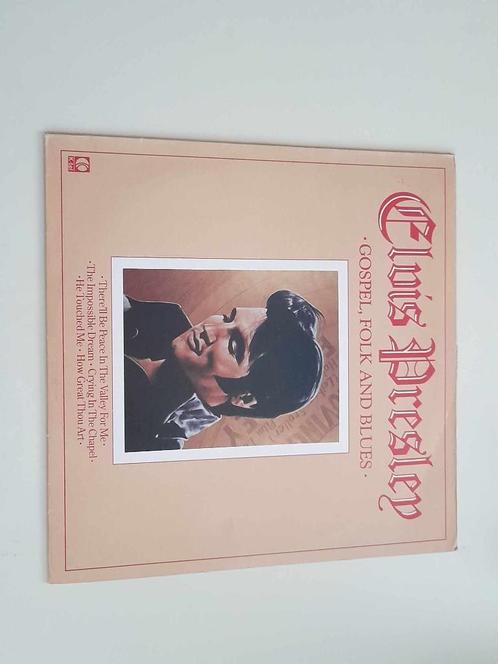 Elvis Presley
· GOSPEL, FOLK AND BLUES ·
· There'll Be Peace In The Valley For Me ·
· The Impossible Dream · Crying In The Chapel ·
· He Touched Me · How Great Thou Art ·